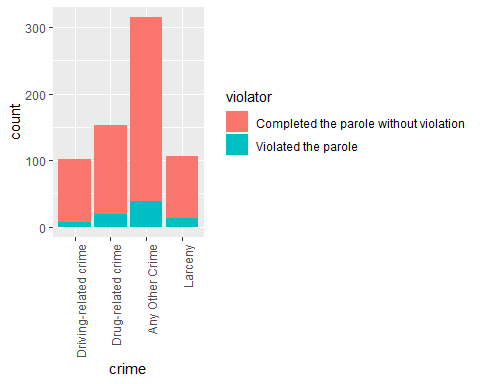 300
200
100
0
count
Driving-related crime
Drug-related crime
Any Other Crime
Larceny
crime
violator
Completed the parole without violation
Violated the parole